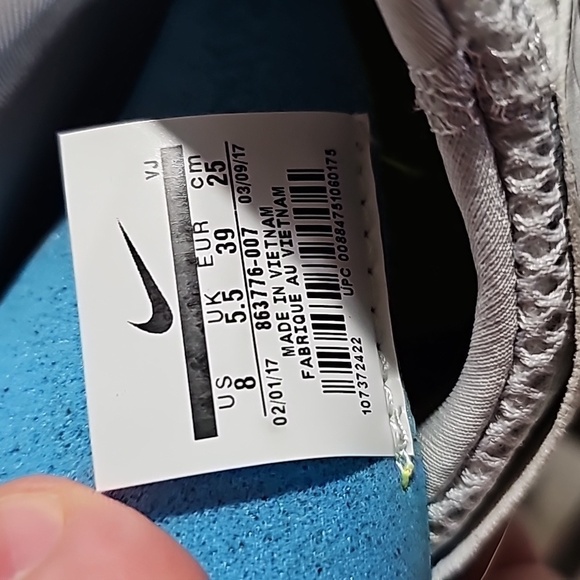 VJ
US UK EUR cm
8 5.5 39 25
863776-007
02/01/17 03/09/17
MADE IN VIETNAM
FABRIQUE AU VIETNAM
UPC 00884751060175
107372422